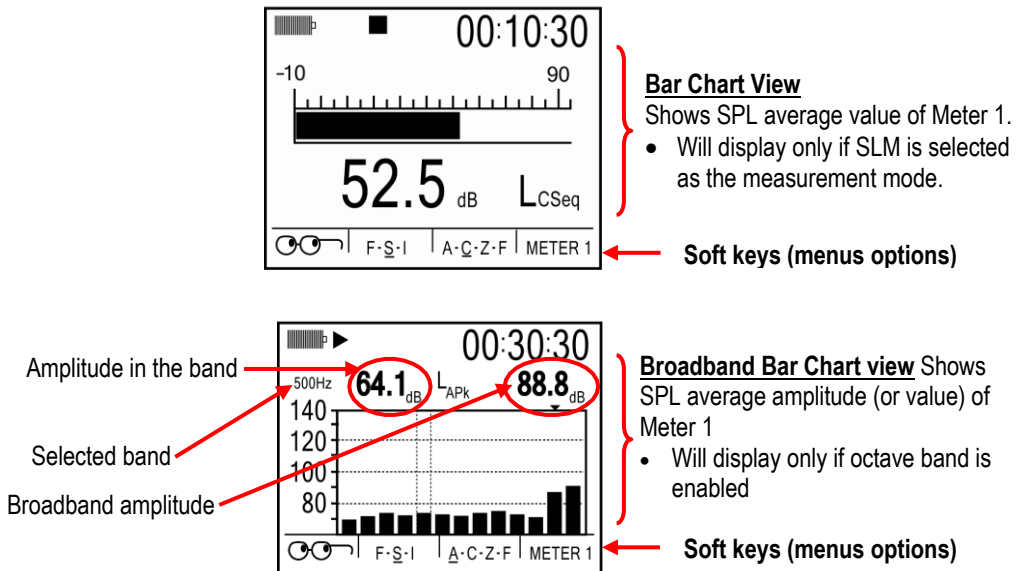 00:10:30
-10 90
52.5 dB LCSeq
F-S-I A-C-Z-F METER 1
Bar Chart View
Shows SPL average value of Meter 1.
• Will display only if SLM is selected
as the measurement mode.
Soft keys (menus options)
Amplitude in the band
Selected band
Broadband amplitude
00:30:30
500Hz 64.1 dB LAPk 88.8 dB
140
120
100
80
F-S-I A-C-Z-F METER 1
Broadband Bar Chart view Shows
SPL average amplitude (or value) of
Meter 1
• Will display only if octave band is
enabled
Soft keys (menus options)